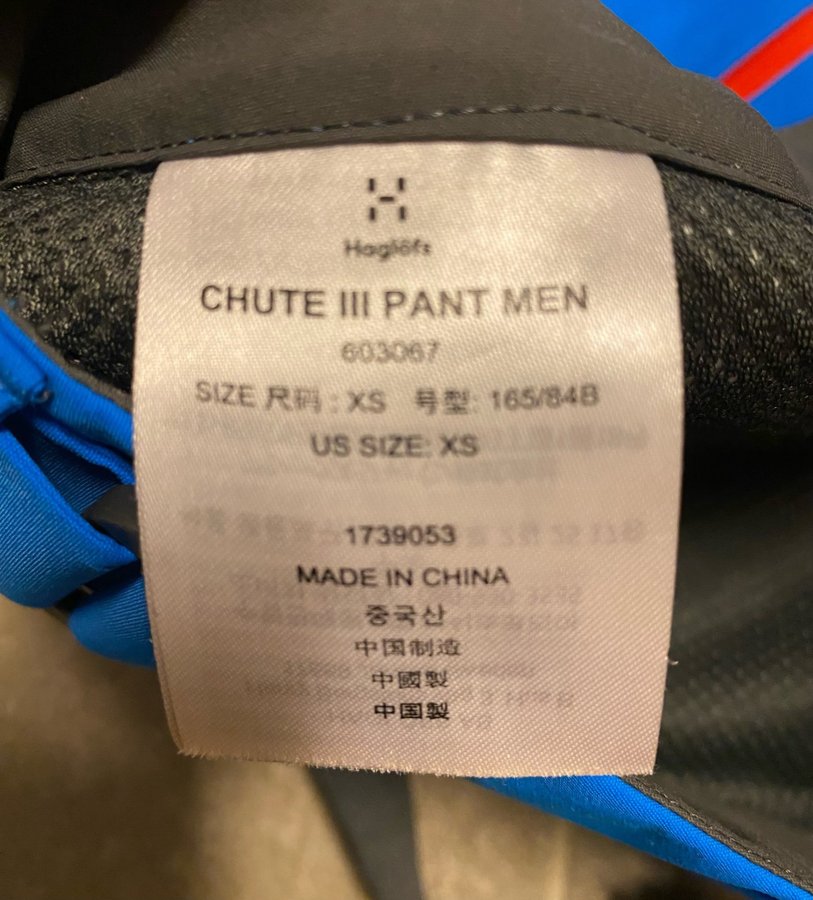 Haglöfs
CHUTE III PANT MEN
603067
SIZE 尺码 : XS 号型: 165/84B
US SIZE: XS
1739053
MADE IN CHINA
중국산
中国制造
中國製
中国製